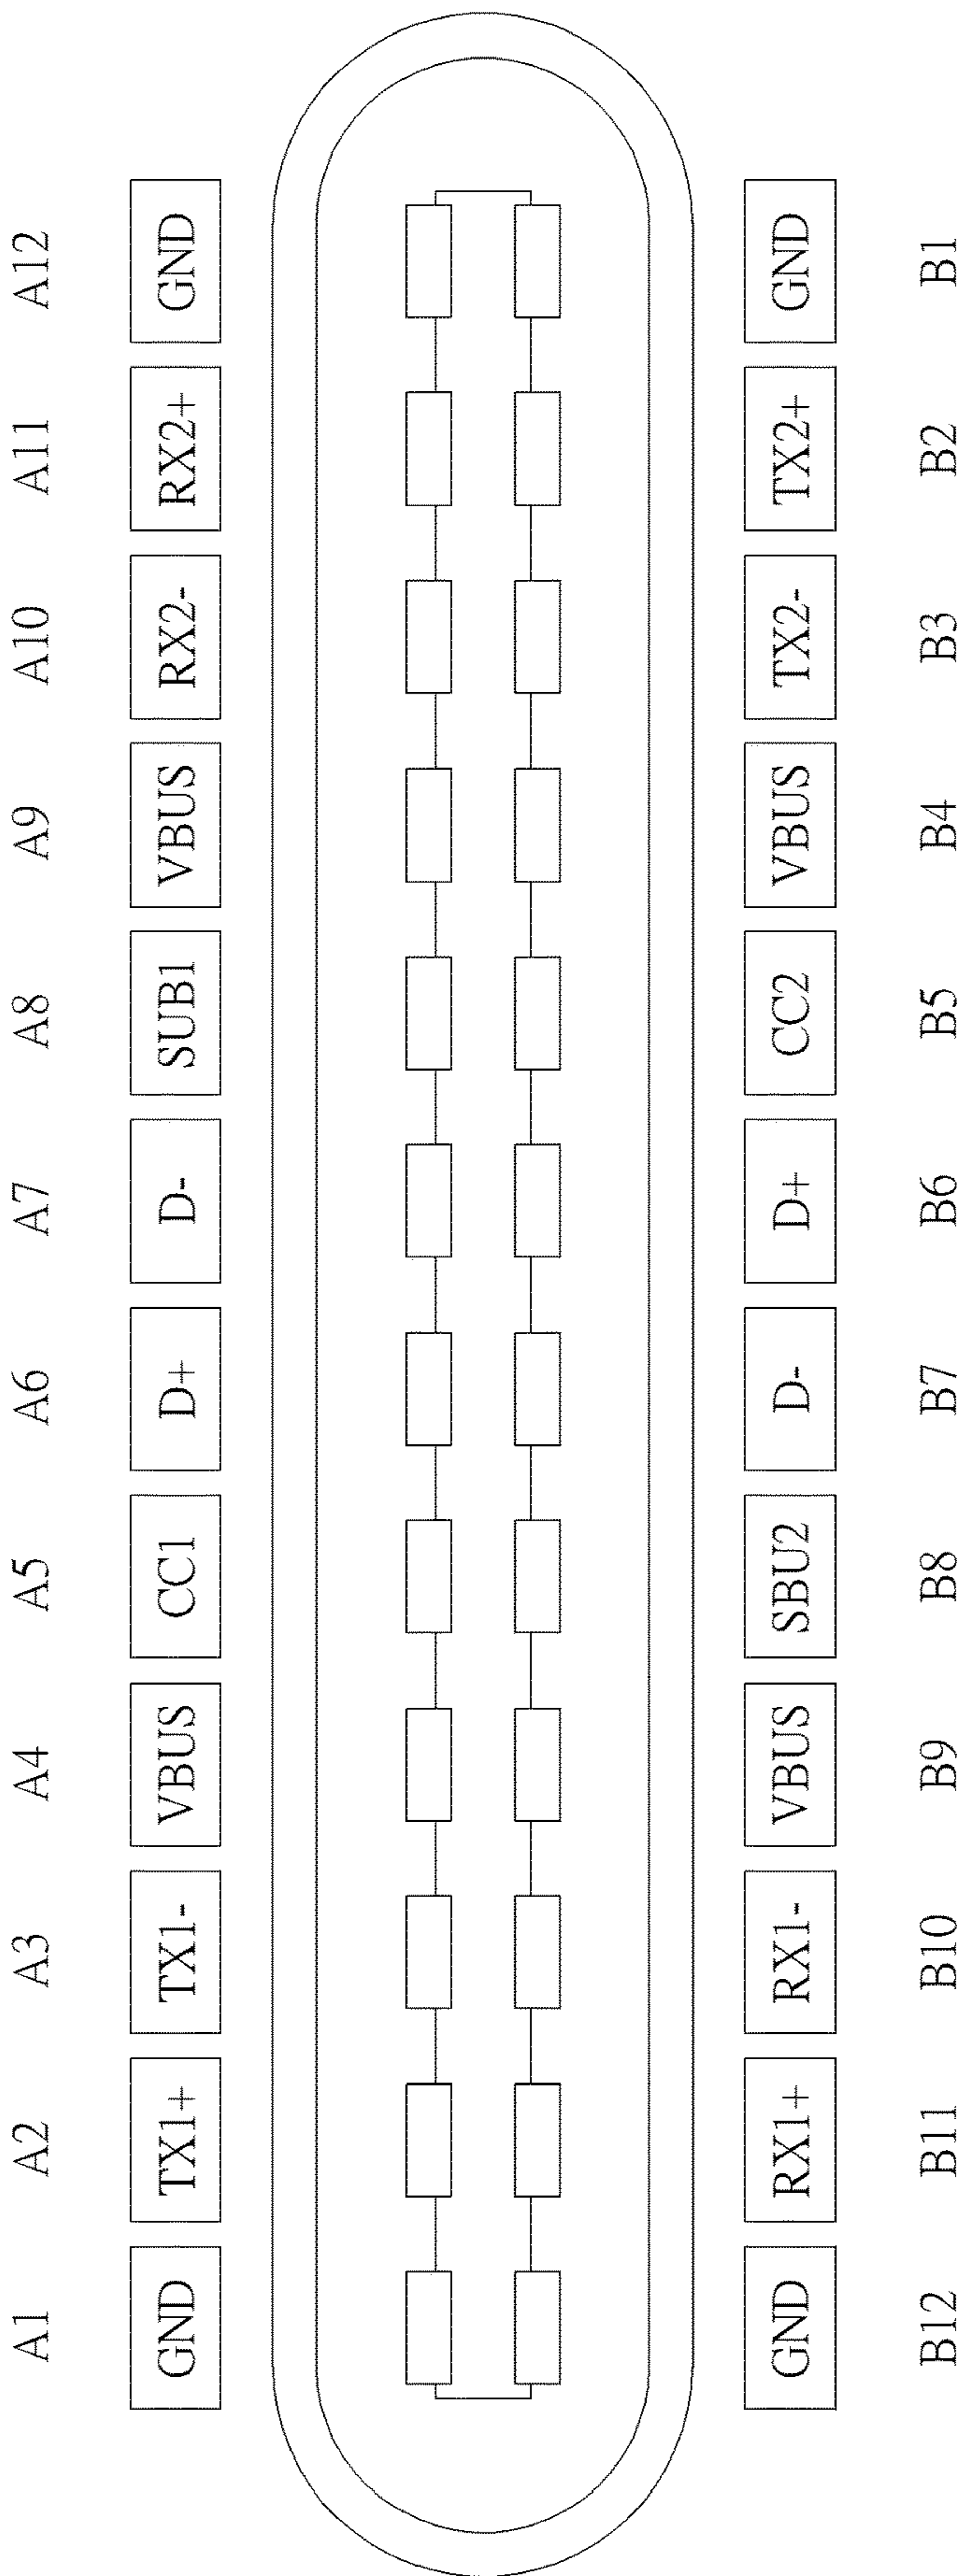 A1 A2 A3 A4 A5 A6 A7 A8 A9 A10 A11 A12
GND TX1+ TX1- VBUS CC1 D+ D- SUB1 VBUS RX2- RX2+ GND
GND RX1+ RX1- VBUS SBU2 D- D+ CC2 VBUS TX2- TX2+ GND
B12 B11 B10 B9 B8 B7 B6 B5 B4 B3 B2 B1